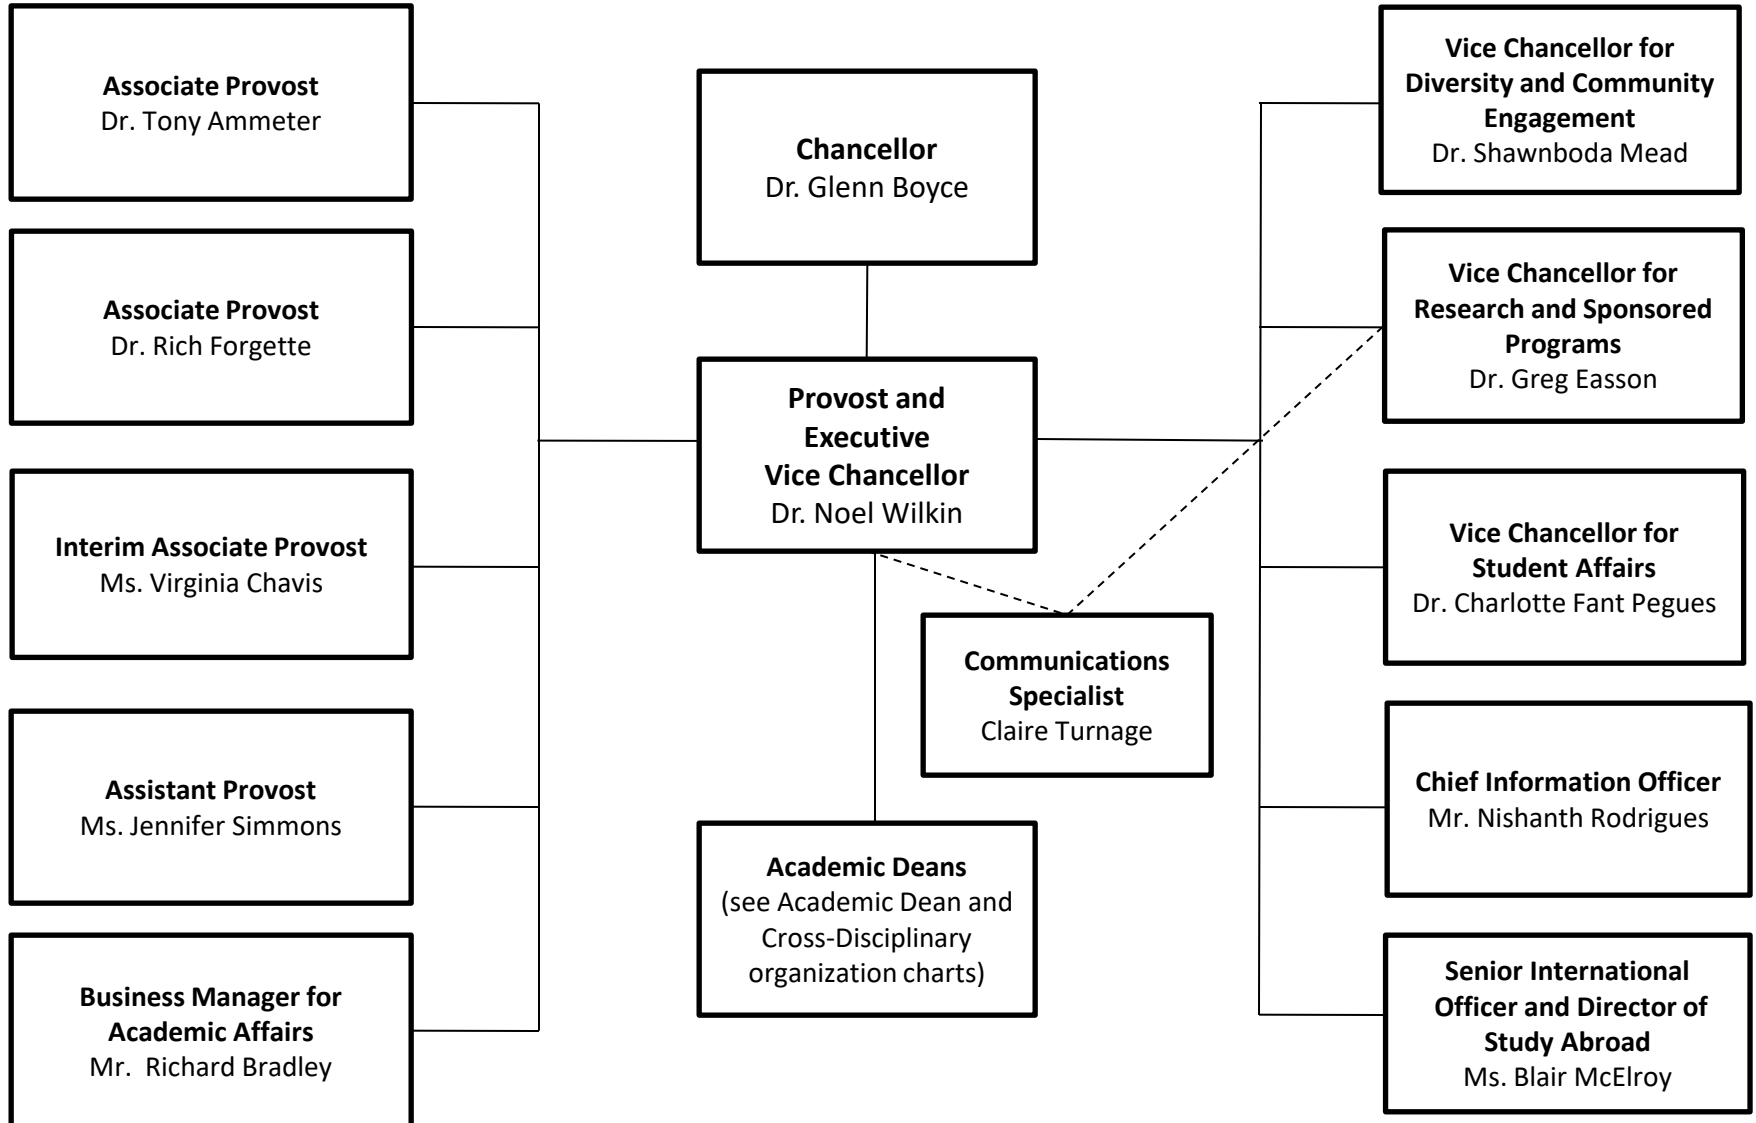 Associate Provost
Dr. Tony Ammeter
Associate Provost
Dr. Rich Forgette
Interim Associate Provost
Ms. Virginia Chavis
Assistant Provost
Ms. Jennifer Simmons
Business Manager for
Academic Affairs
Mr.  Richard Bradley
Chancellor
Dr. Glenn Boyce
Provost and
Executive
Vice Chancellor
Dr. Noel Wilkin
Communications
Specialist
Claire Turnage
Academic Deans
(see Academic Dean and
Cross-Disciplinary
organization charts)
Vice Chancellor for
Diversity and Community
Engagement
Dr. Shawnboda Mead
Vice Chancellor for
Research and Sponsored
Programs
Dr. Greg Easson
Vice Chancellor for
Student Affairs
Dr. Charlotte Fant Pegues
Chief Information Officer
Mr. Nishanth Rodrigues
Senior International
Officer and Director of
Study Abroad
Ms. Blair McElroy